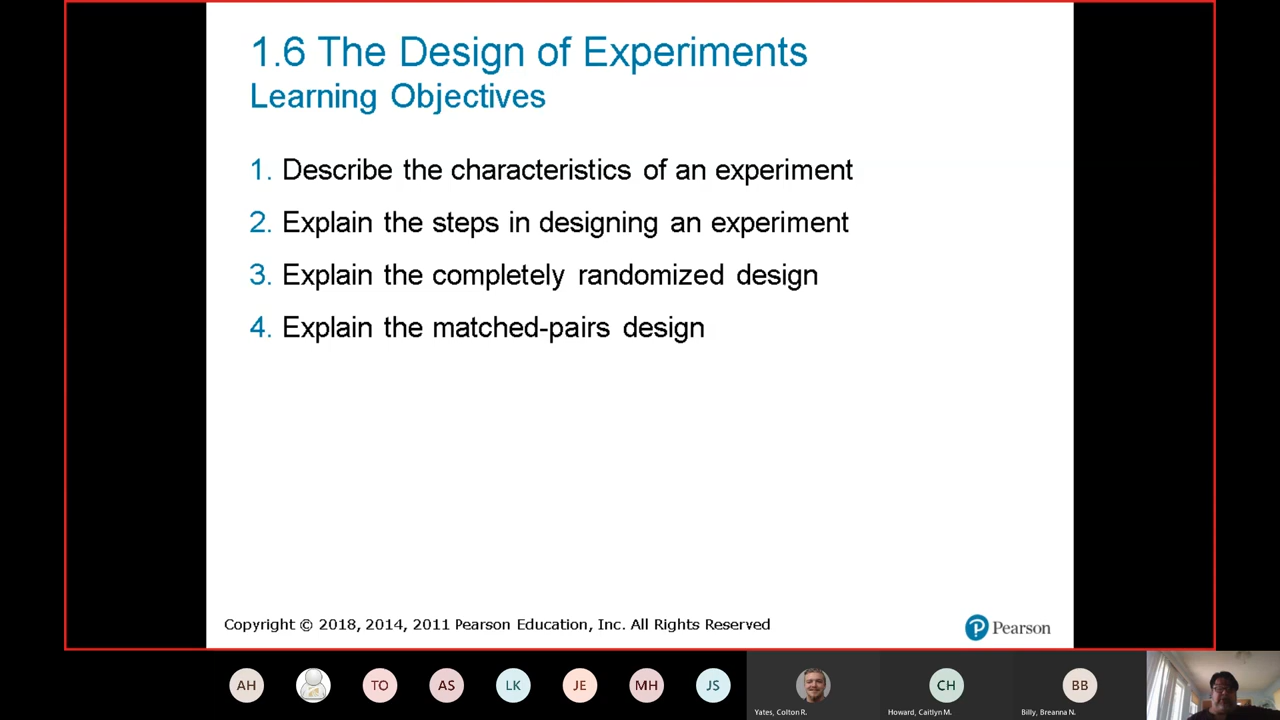 1.6 The Design of Experiments
Learning Objectives
1. Describe the characteristics of an experiment
2. Explain the steps in designing an experiment
3. Explain the completely randomized design
4. Explain the matched-pairs design
Copyright © 2018, 2014, 2011 Pearson Education, Inc. All Rights Reserved
Pearson
AH
TO
AS
LK
JE
MH
JS
CH
BB
Yates, Colton R.
Howard, Caitlyn M.
Billy, Breanna N.